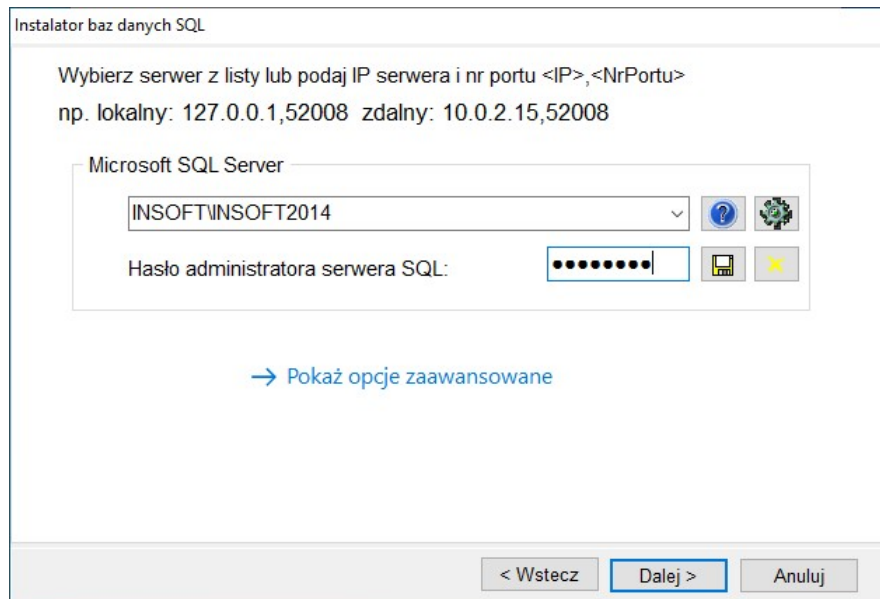 Instalator baz danych SQL
Wybierz serwer z listy lub podaj IP serwera i nr portu <IP>,<NrPortu>
np. lokalny: 127.0.0.1,52008 zdalny: 10.0.2.15,52008
Microsoft SQL Server
INSOFT\INSOFT2014
Hasło administratora serwera SQL: ●●●●●●●●
→ Pokaż opcje zaawansowane
< Wstecz Dalej > Anuluj